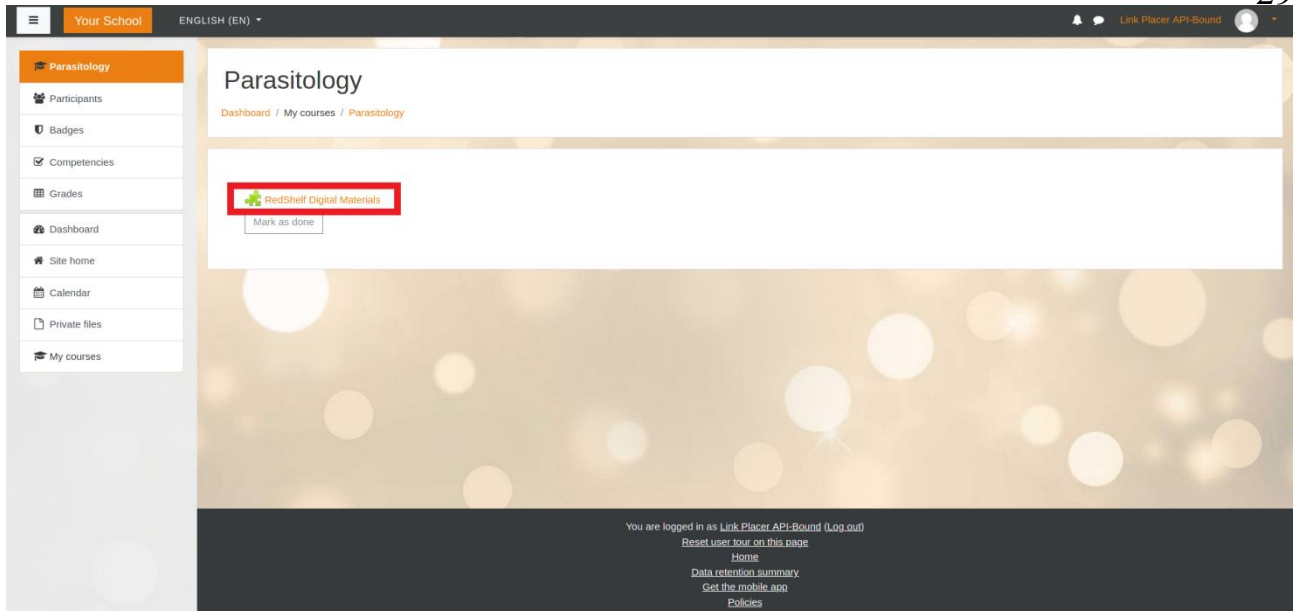 Your School ENGLISH (EN) Link Placer API-Bound
Parasitology
Participants
Badges
Competencies
Grades
Dashboard
Site home
Calendar
Private files
My courses
Parasitology
Dashboard / My courses / Parasitology
RedShelf Digital Materials
Mark as done
You are logged in as Link Placer API-Bound (Log out)
Reset user tour on this page
Home
Data retention summary
Get the mobile app
Policies